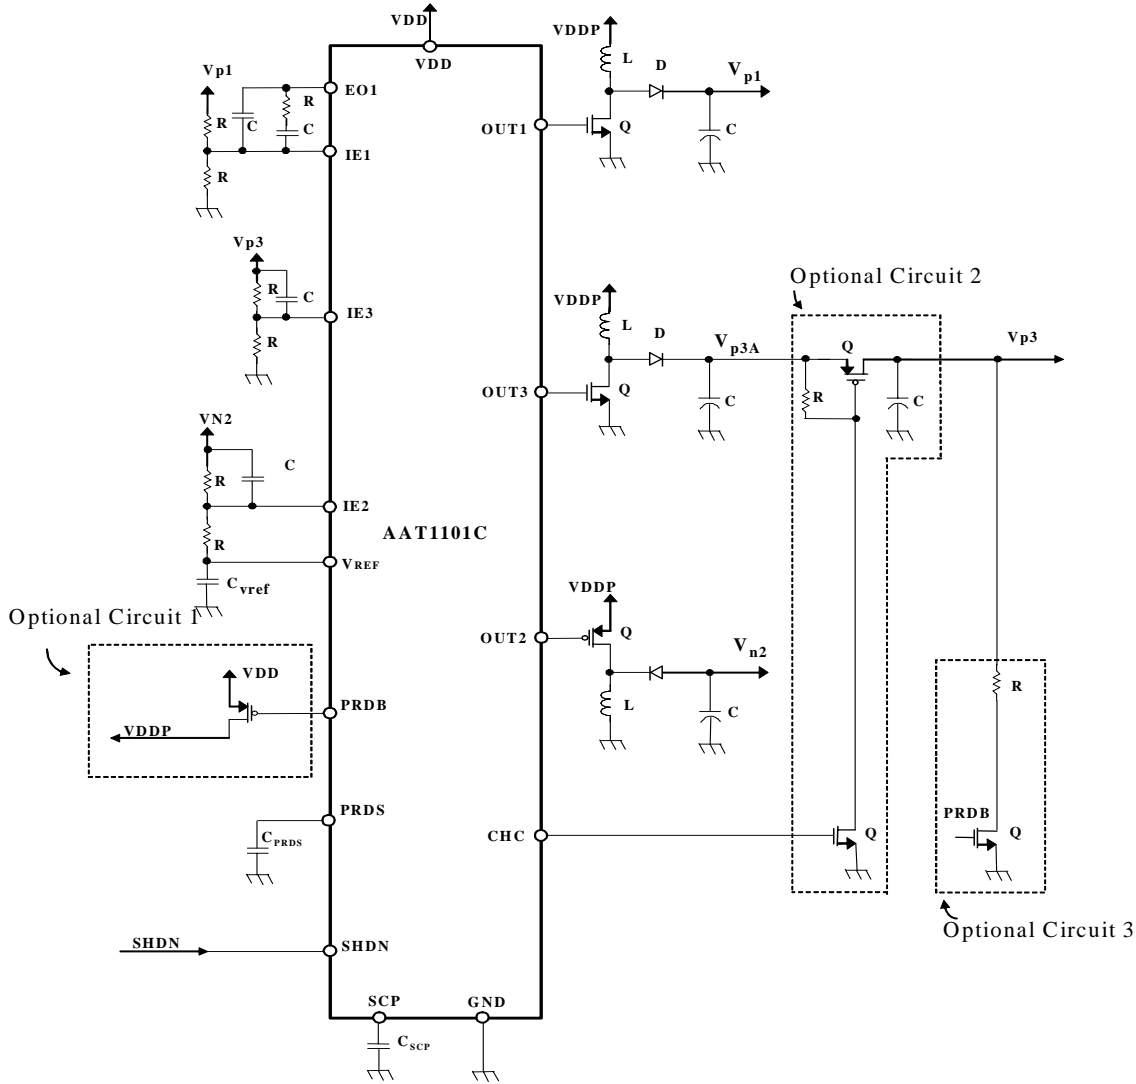 VDD
VDD
VDDP
L
D
Vp1
Vp1
EO1
R
R
C
C
OUT1
Q
C
IE1
R
Vp3
R
C
IE3
R
VDDP
L
D
Vp3A
Optional Circuit 2
Q
Vp3
R
C
OUT3
Q
C
VN2
C
R
IE2
R
AAT1101C
VREF
Cvref
Optional Circuit 1
VDD
VDDP
PRDB
VDDP
OUT2
Q
Vn2
L
C
R
PRDS
CPRDS
CHC
Q
PRDB
Q
Optional Circuit 3
SHDN
SHDN
SCP
GND
CSCP